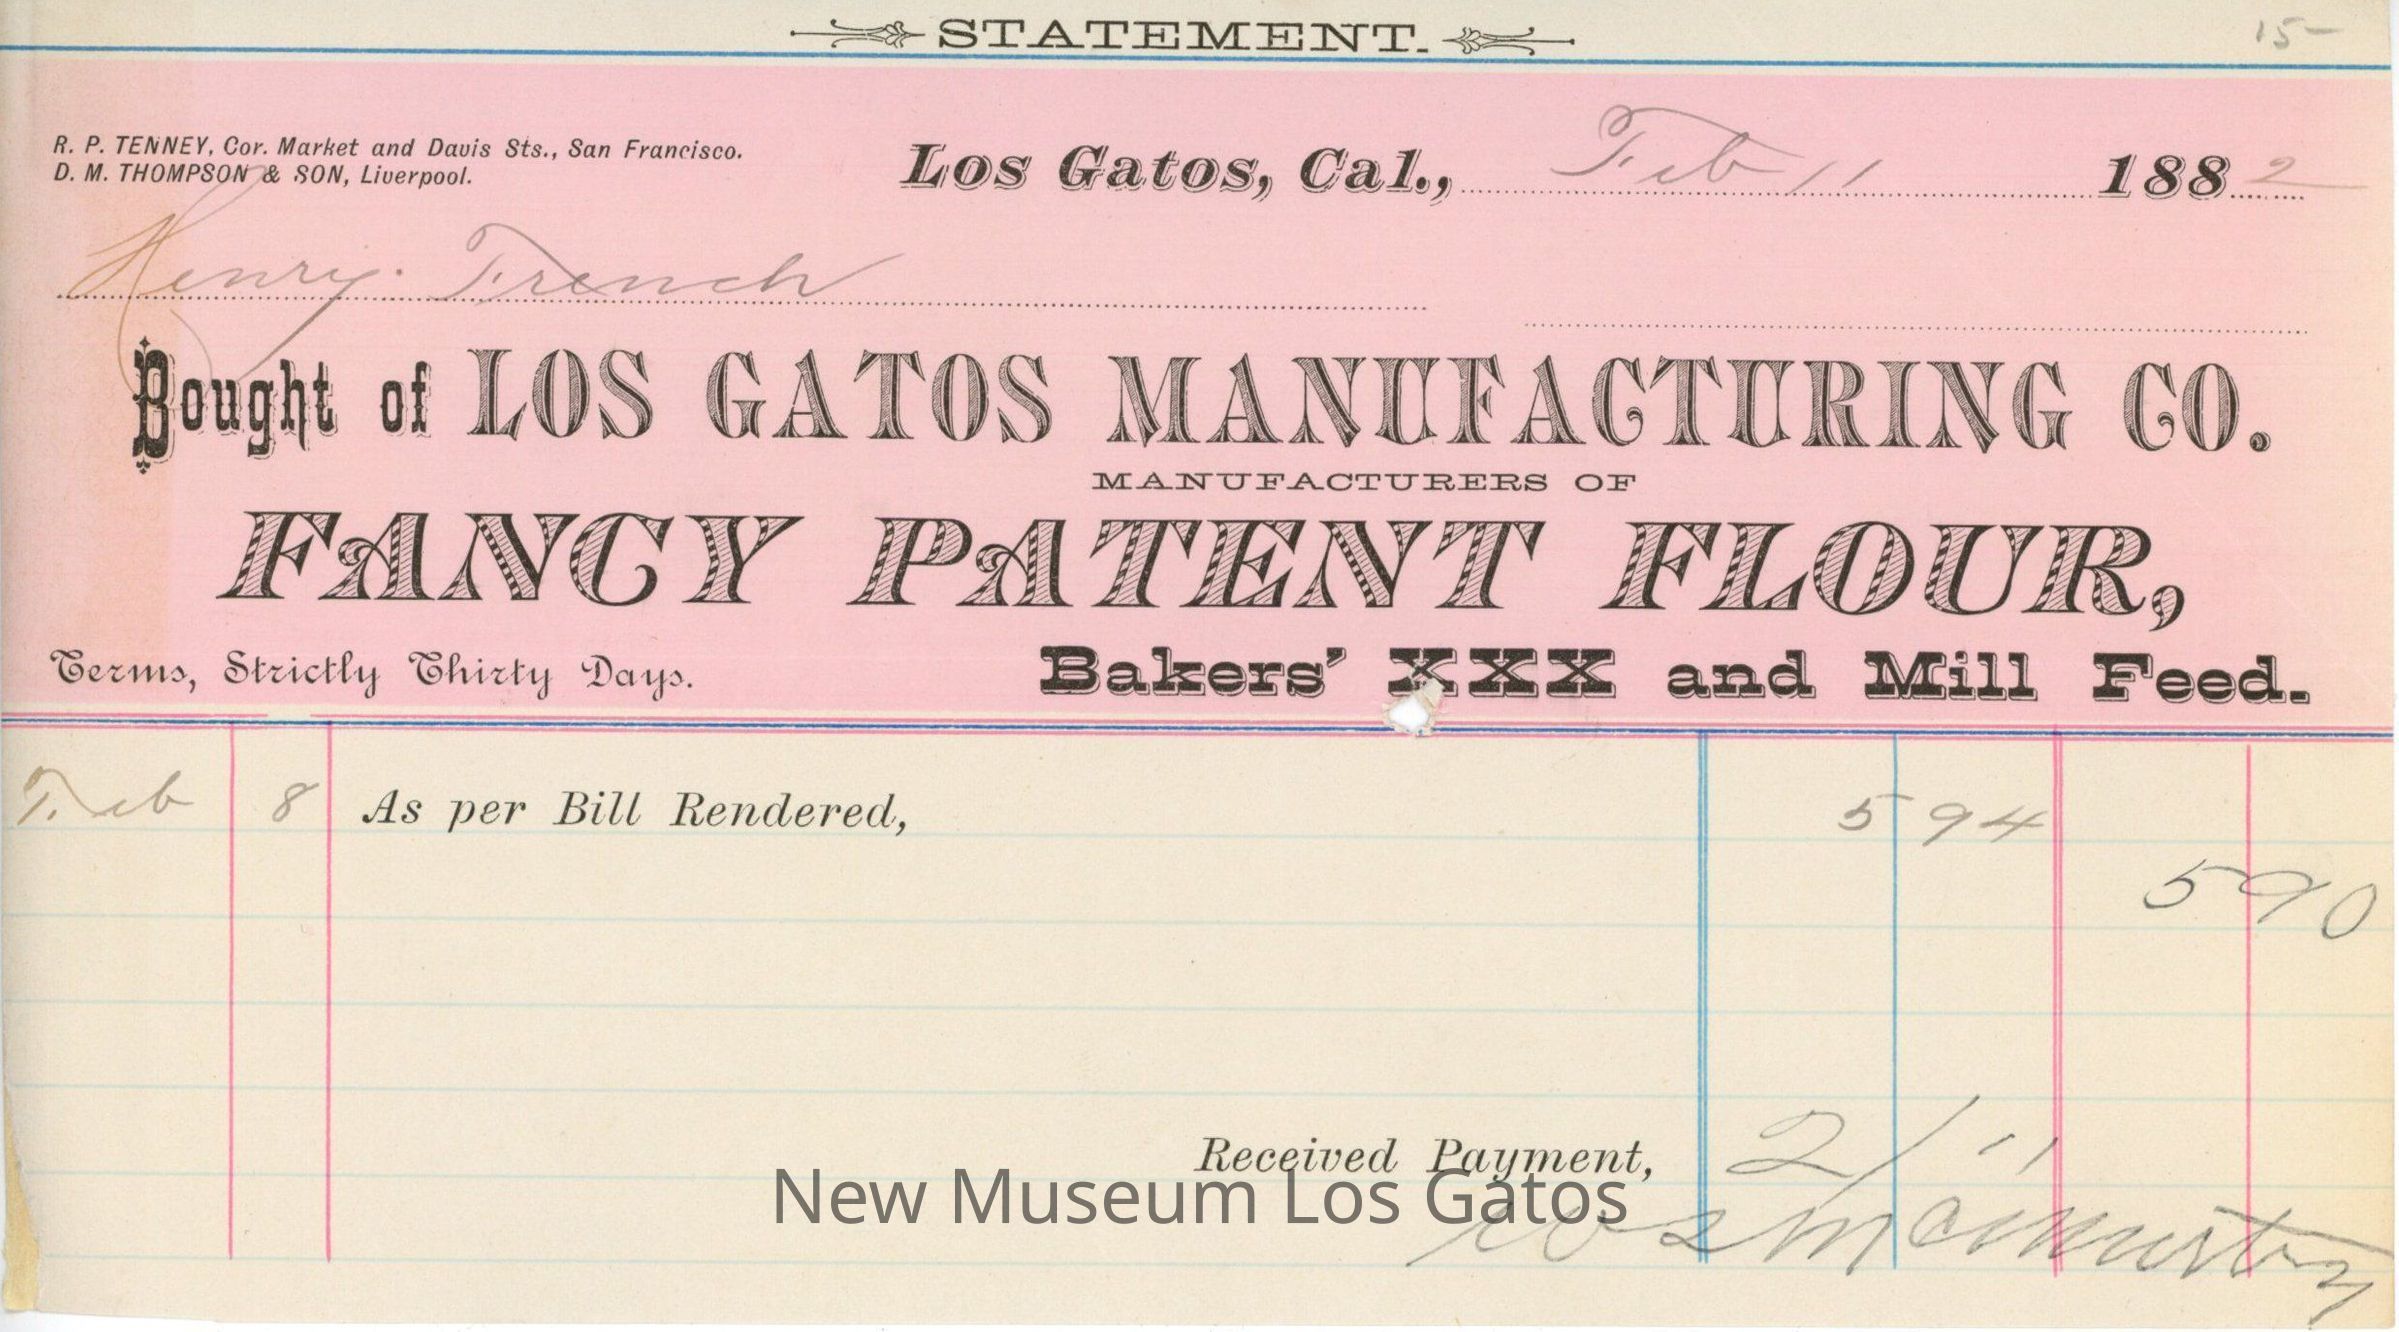 STATEMENT.
15-
R. P. TENNEY, Cor. Market and Davis Sts., San Francisco.
D. M. THOMPSON & SON, Liverpool.
Los Gatos, Cal., Feb 11 1882
Henry French
Bought of LOS GATOS MANUFACTURING CO.
MANUFACTURERS OF
FANCY PATENT FLOUR,
Terms, Strictly Thirty Days.
Bakers' XXX and Mill Feed.
Feb 8 As per Bill Rendered, 5 94
5 90
Received Payment, 2/11
New Museum Los Gatos